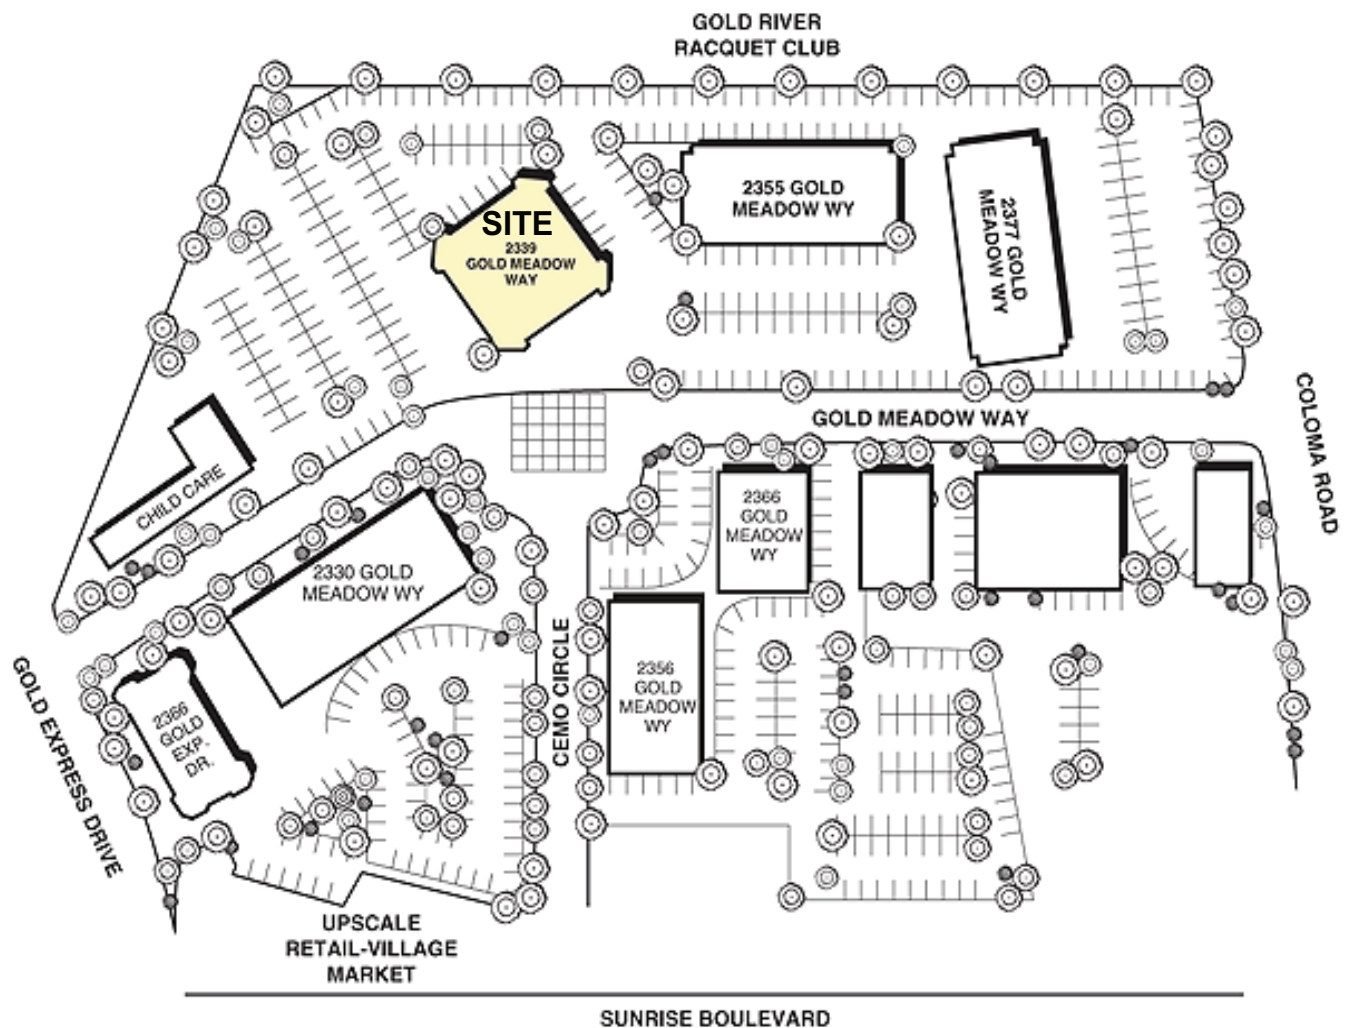 GOLD RIVER
RACQUET CLUB
SITE
2339
GOLD MEADOW
WAY
2355 GOLD
MEADOW WY
2377 GOLD
MEADOW WY
GOLD MEADOW WAY
COLOMA ROAD
CHILD CARE
2330 GOLD
MEADOW WY
2366
GOLD
MEADOW
WY
2356
GOLD
MEADOW
WY
CEMO CIRCLE
2366
GOLD
EXP.
DR.
GOLD EXPRESS DRIVE
UPSCALE
RETAIL-VILLAGE
MARKET
SUNRISE BOULEVARD